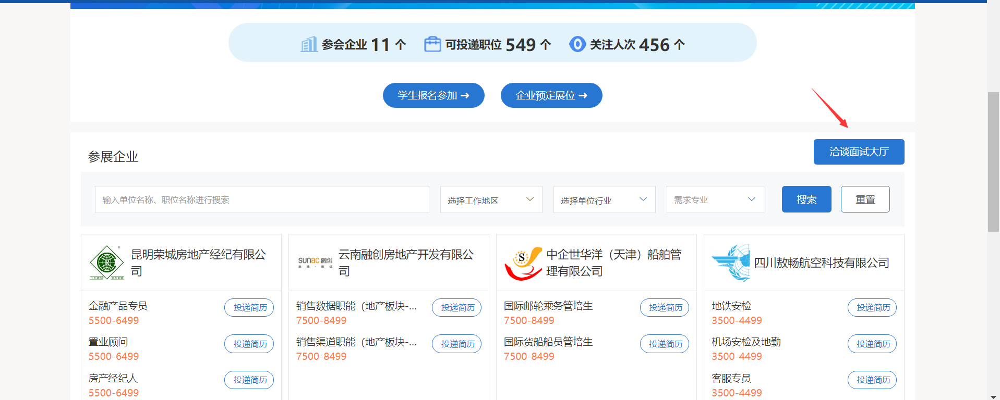 参会企业 11 个 可投递职位 549 个 关注人次 456 个
学生报名参加 → 企业预定展位 →
洽谈面试大厅
参展企业
输入单位名称、职位名称进行搜索 选择工作地区 选择单位行业 需求专业 搜索 重置
昆明荣城房地产经纪有限公
司
sunac 融创
云南融创房地产开发有限公
司
S
中企世华洋（天津）船舶管
理有限公司
四川敖畅航空科技有限公司
金融产品专员 投递简历
5500-6499
置业顾问 投递简历
5500-6499
房产经纪人 投递简历
5500-6499
销售数据职能（地产板块-... 投递简历
7500-8499
销售渠道职能（地产板块-... 投递简历
7500-8499
国际邮轮乘务管培生 投递简历
7500-8499
国际货船船员管培生 投递简历
7500-8499
地铁安检 投递简历
3500-4499
机场安检及地勤 投递简历
3500-4499
客服专员 投递简历
3500-4499